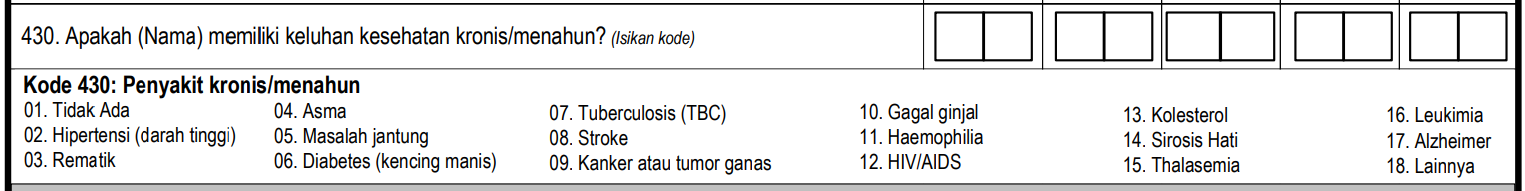 430. Apakah (Nama) memiliki keluhan kesehatan kronis/menahun? (Isikan kode)
Kode 430: Penyakit kronis/menahun
01. Tidak Ada
02. Hipertensi (darah tinggi)
03. Rematik
04. Asma
05. Masalah jantung
06. Diabetes (kencing manis)
07. Tuberculosis (TBC)
08. Stroke
09. Kanker atau tumor ganas
10. Gagal ginjal
11. Haemophilia
12. HIV/AIDS
13. Kolesterol
14. Sirosis Hati
15. Thalasemia
16. Leukimia
17. Alzheimer
18. Lainnya